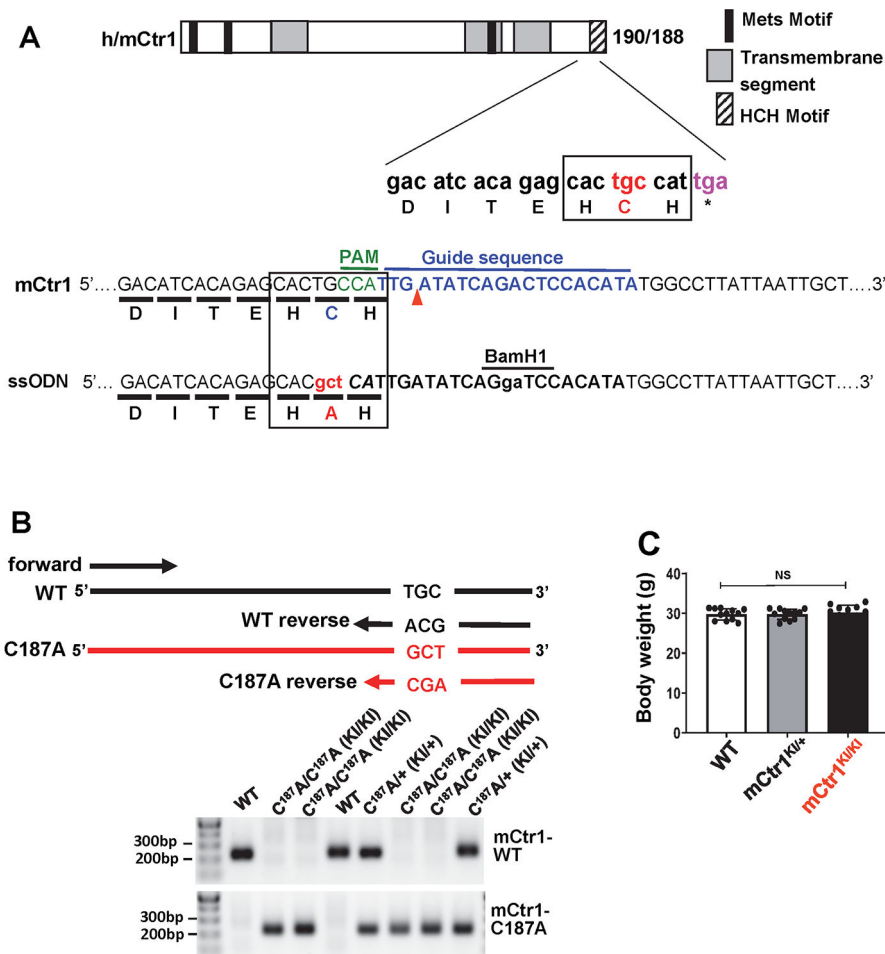 A
h/mCtr1
190/188
Mets Motif
Transmembrane
segment
HCH Motif
gac atc aca gag cac tgc cat tga
D I T E H C H *
PAM
Guide sequence
mCtr1 5'....GACATCACAGAGCACTGCCATTGATATCAGACTCCACATATGGCCTTATTAATTGCT....3'
D I T E H C H
BamH1
ssODN 5'....GACATCACAGAGCACgctCATTGATATCAGgaTCCACATATGGCCTTATTAATTGCT....3'
D I T E H A H
B
forward
WT 5' TGC 3'
WT reverse ACG
C187A 5' GCT 3'
C187A reverse CGA
WT
C187A/C187A (KI/KI)
C187A/C187A (KI/KI)
WT
C187A/+ (KI/+)
C187A/C187A (KI/KI)
C187A/C187A (KI/KI)
C187A/+ (KI/+)
300bp
200bp
mCtr1-
WT
300bp
200bp
mCtr1-
C187A
C
Body weight (g)
40
30
20
10
0
NS
WT
mCtr1KI/+
mCtr1KI/KI